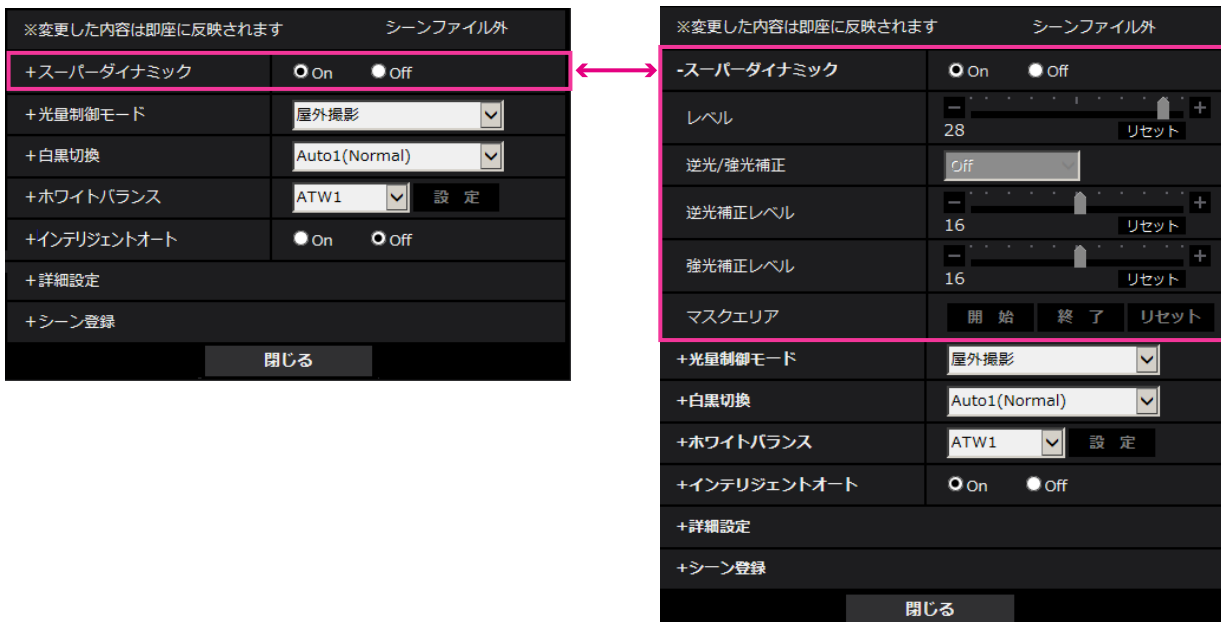 ※変更した内容は即座に反映されます シーンファイル外
+スーパーダイナミック On Off
+光量制御モード 屋外撮影
+白黒切換 Auto1(Normal)
+ホワイトバランス ATW1 設 定
+インテリジェントオート On Off
+詳細設定
+シーン登録
閉じる
※変更した内容は即座に反映されます シーンファイル外
-スーパーダイナミック On Off
レベル - +
28 リセット
逆光/強光補正 Off
逆光補正レベル - +
16 リセット
強光補正レベル - +
16 リセット
マスクエリア 開 始 終 了 リセット
+光量制御モード 屋外撮影
+白黒切換 Auto1(Normal)
+ホワイトバランス ATW1 設 定
+インテリジェントオート On Off
+詳細設定
+シーン登録
閉じる